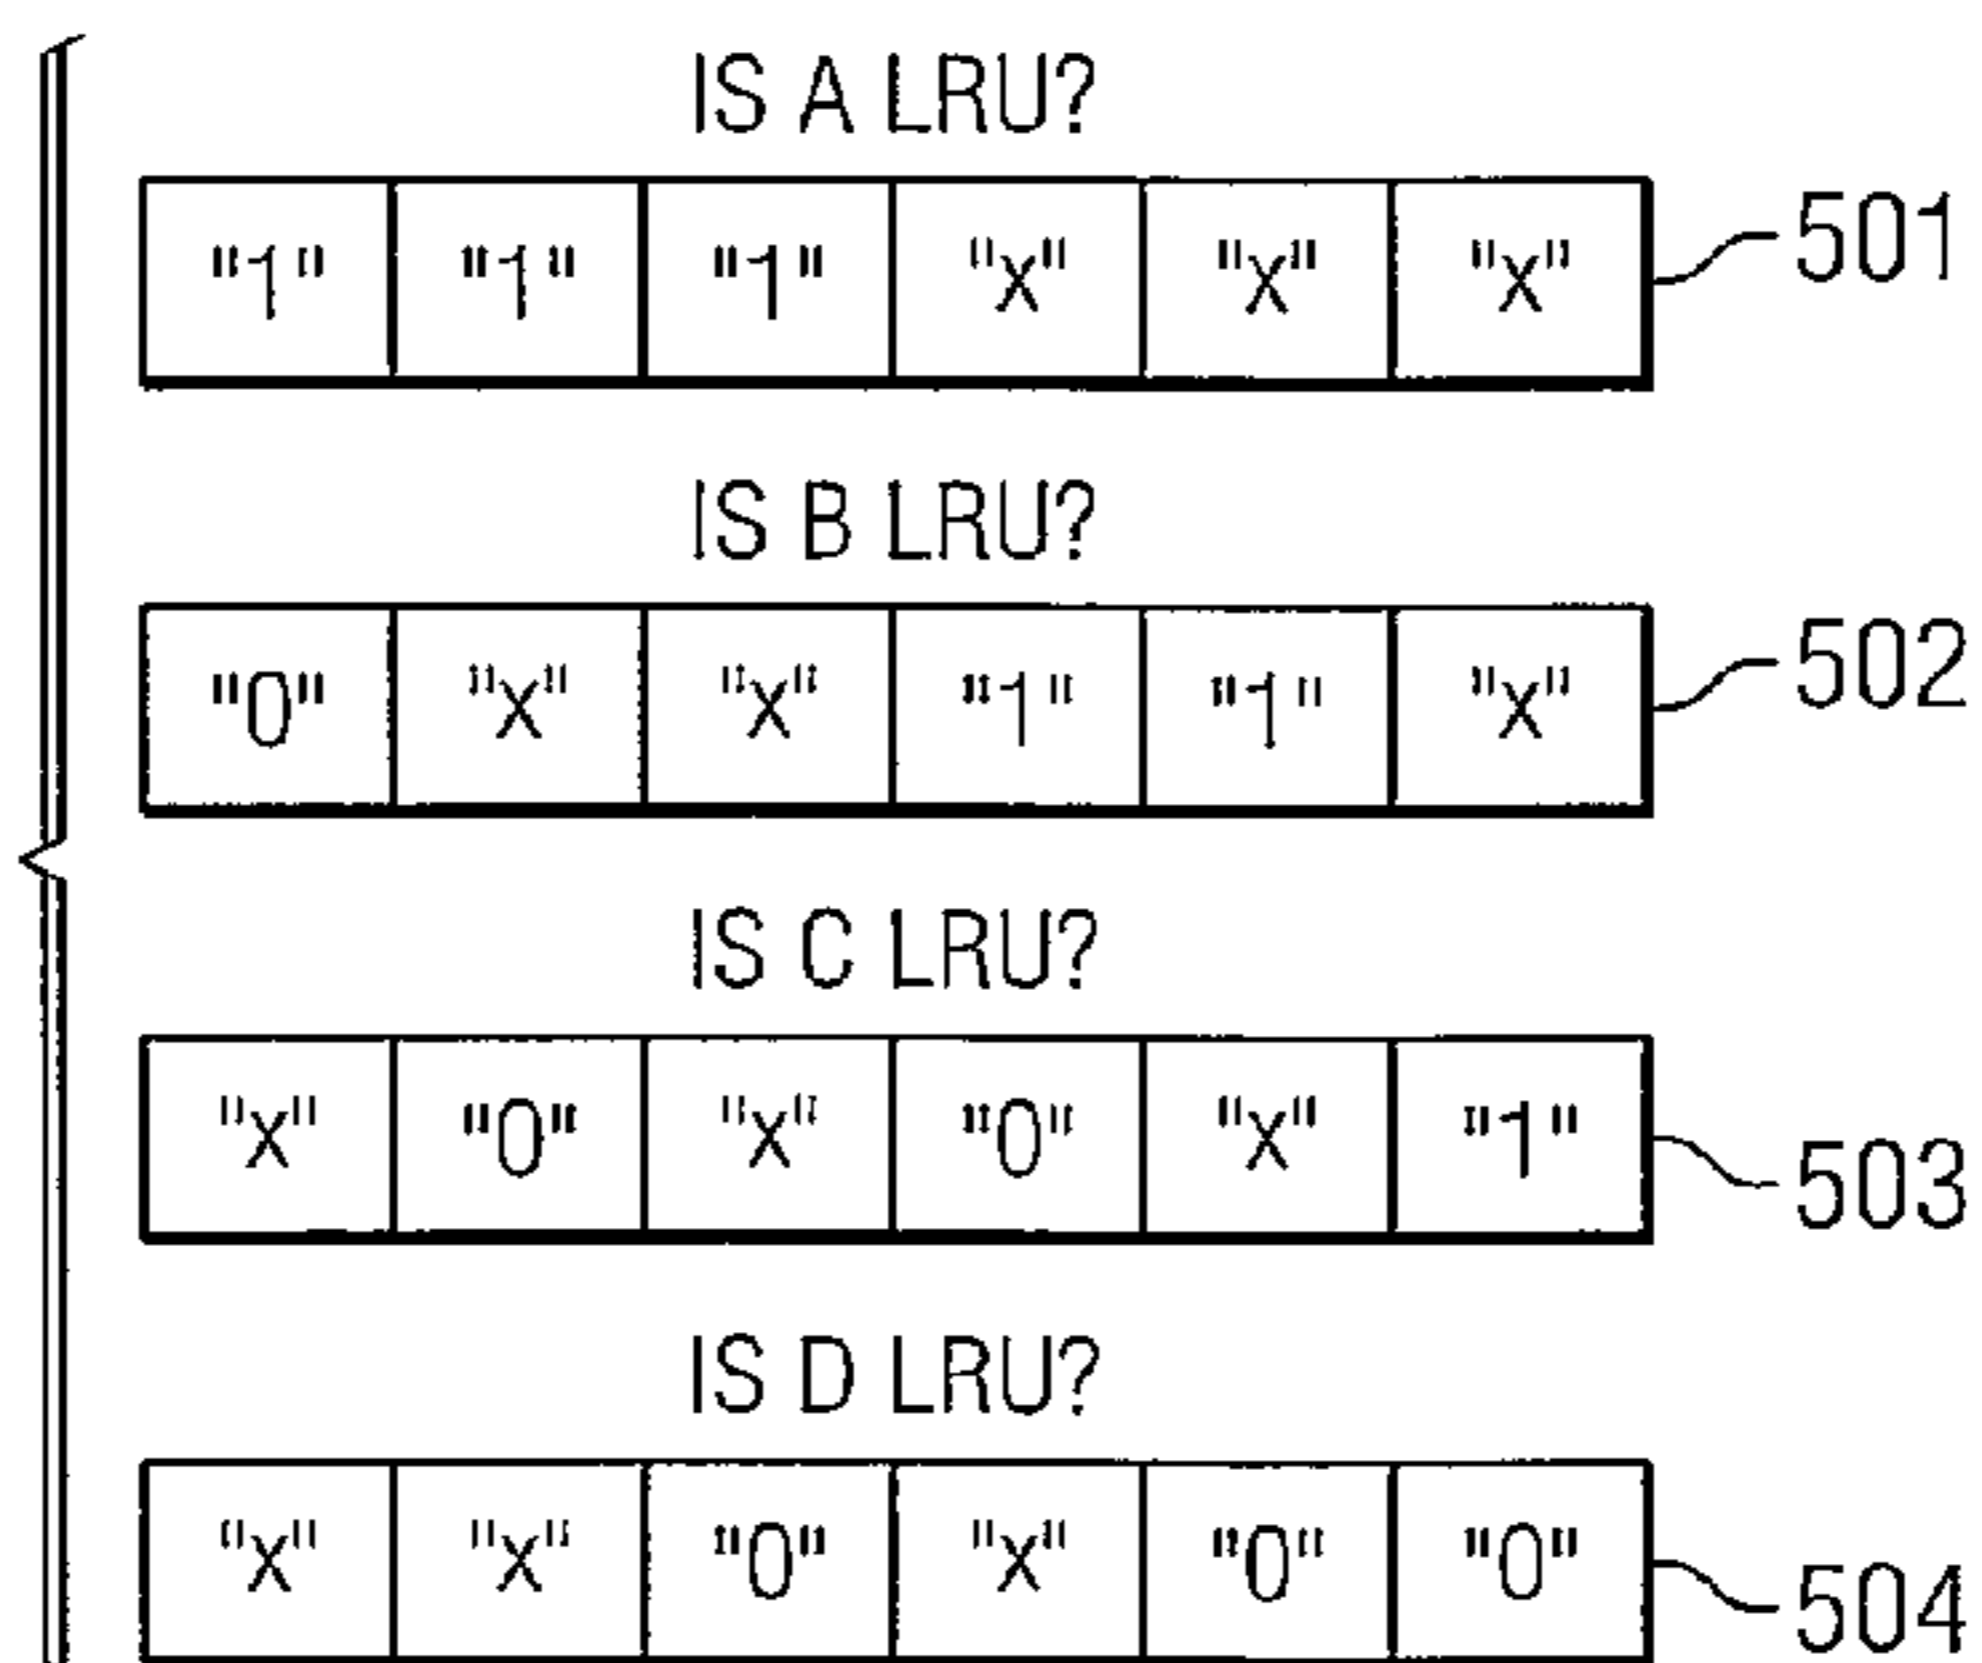 IS A LRU?
"1" "1" "1" "X" "X" "X" 501
IS B LRU?
"0" "X" "X" "1" "1" "X" 502
IS C LRU?
"X" "0" "X" "0" "X" "1" 503
IS D LRU?
"X" "X" "0" "X" "0" "0" 504